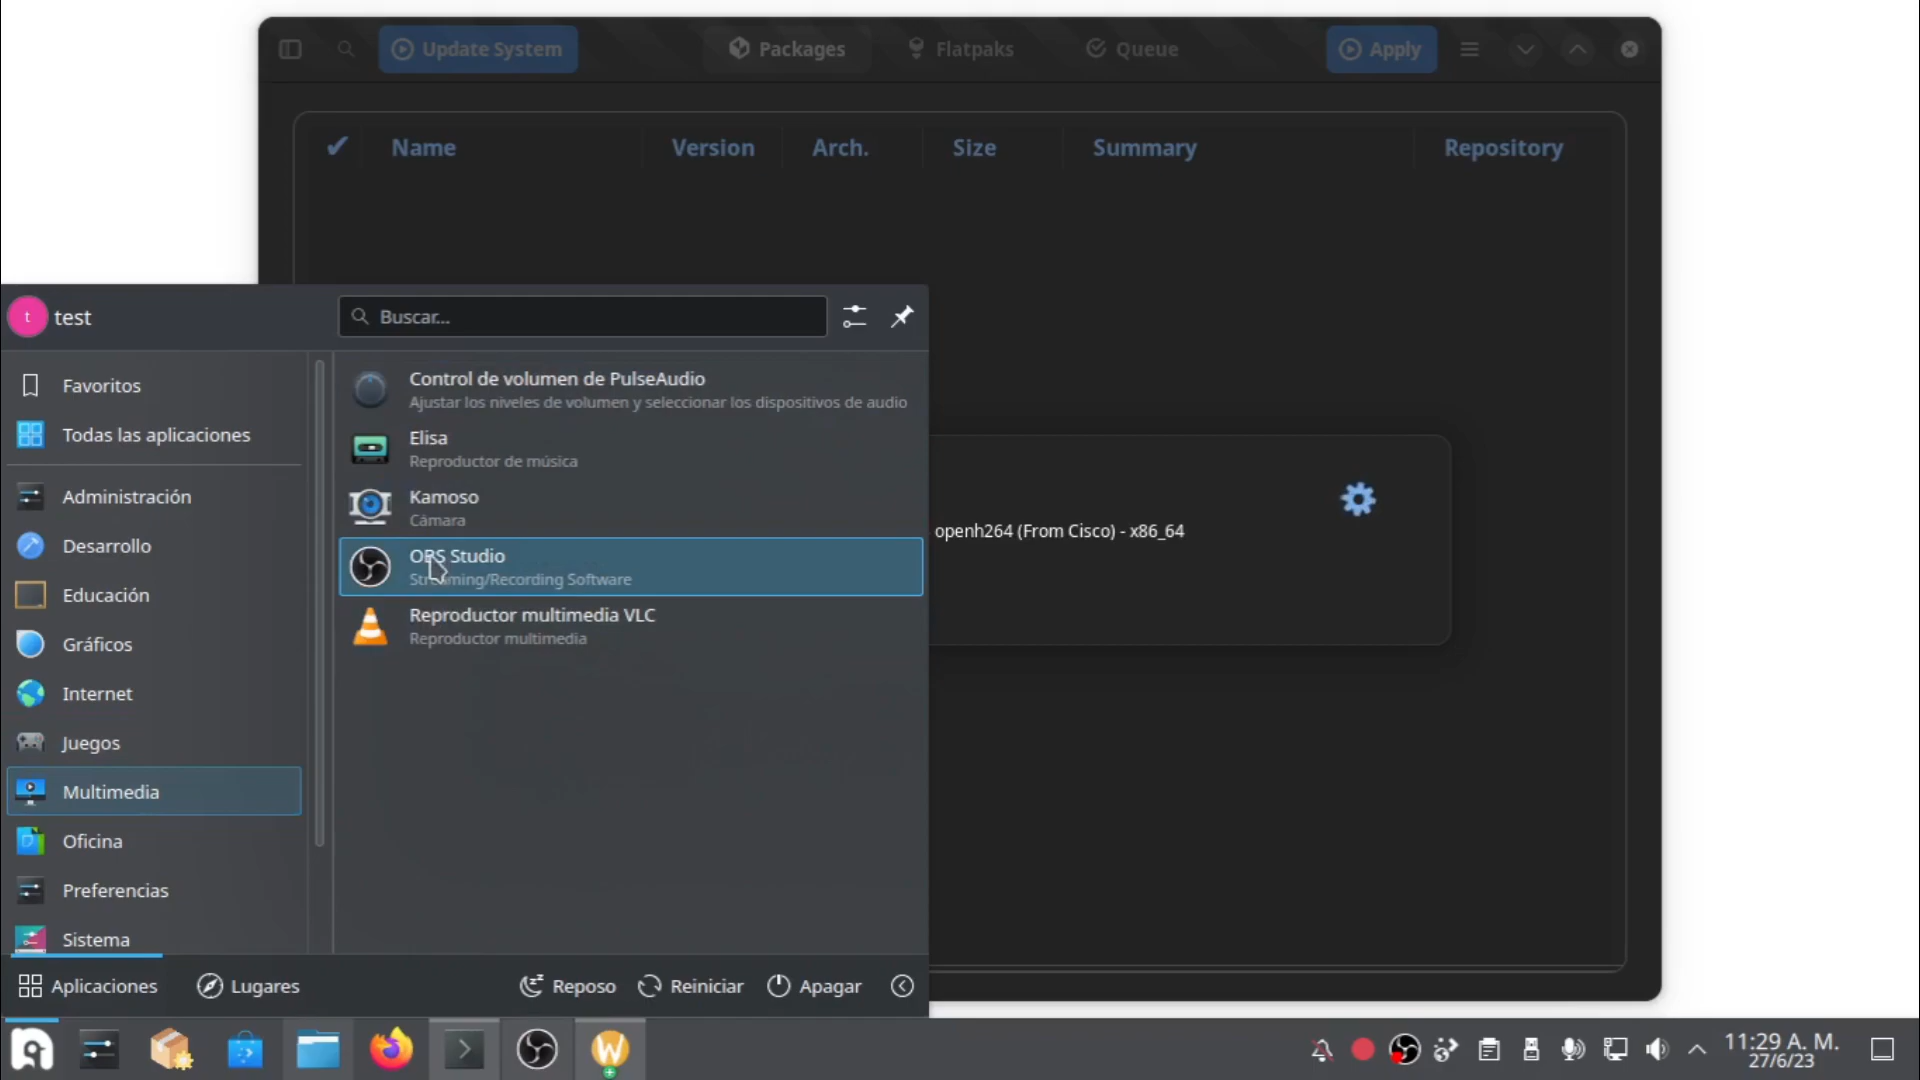 Update System
Packages
Flatpaks
Queue
Apply
✔ Name Version Arch. Size Summary Repository
t test
Buscar...
Favoritos
Todas las aplicaciones
Administración
Desarrollo
Educación
Gráficos
Internet
Juegos
Multimedia
Oficina
Preferencias
Sistema
Control de volumen de PulseAudio
Ajustar los niveles de volumen y seleccionar los dispositivos de audio
Elisa
Reproductor de música
Kamoso
Cámara
OBS Studio
Streaming/Recording Software
Reproductor multimedia VLC
Reproductor multimedia
openh264 (From Cisco) - x86_64
Aplicaciones
Lugares
Reposo
Reiniciar
Apagar
W
11:29 A. M.
27/6/23